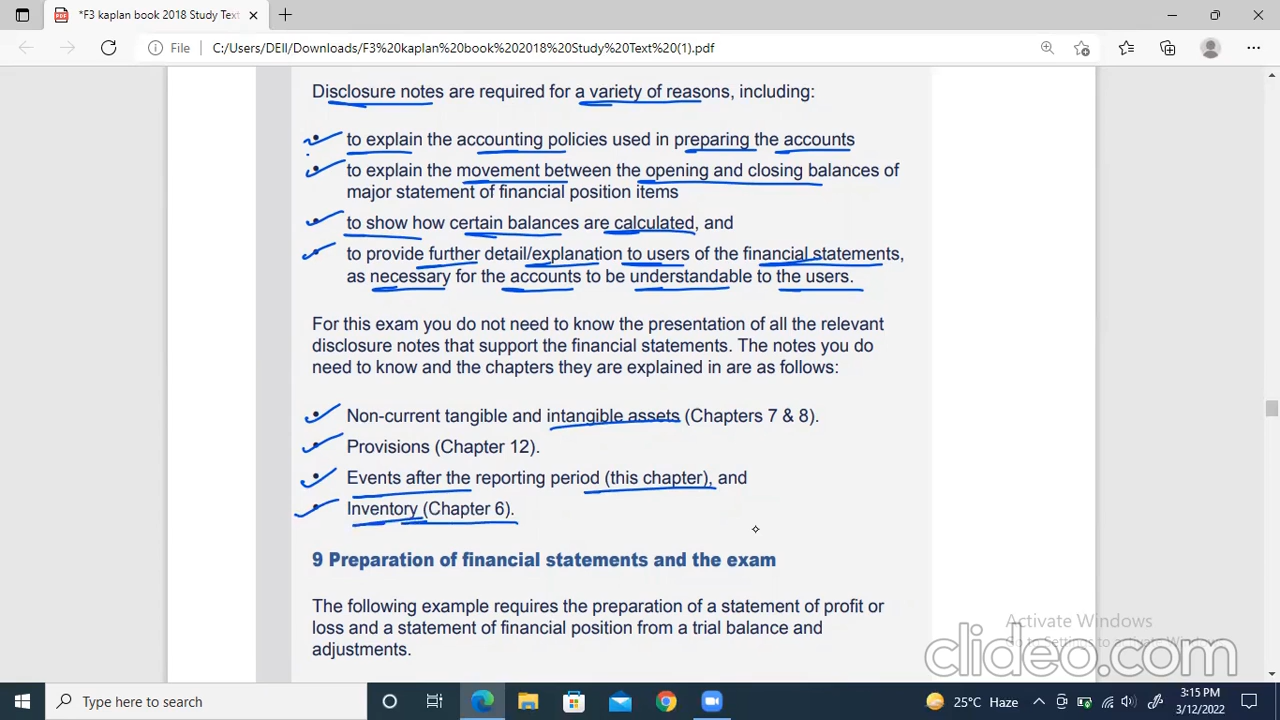 *F3 kaplan book 2018 Study Text
File
C:/Users/DEll/Downloads/F3%20kaplan%20book%202018%20Study%20Text%20(1).pdf
Disclosure notes are required for a variety of reasons, including:
• to explain the accounting policies used in preparing the accounts
• to explain the movement between the opening and closing balances of
major statement of financial position items
• to show how certain balances are calculated, and
• to provide further detail/explanation to users of the financial statements,
as necessary for the accounts to be understandable to the users.
For this exam you do not need to know the presentation of all the relevant
disclosure notes that support the financial statements. The notes you do
need to know and the chapters they are explained in are as follows:
• Non-current tangible and intangible assets (Chapters 7 & 8).
• Provisions (Chapter 12).
• Events after the reporting period (this chapter), and
• Inventory (Chapter 6).
9 Preparation of financial statements and the exam
The following example requires the preparation of a statement of profit or
loss and a statement of financial position from a trial balance and
adjustments.
Activate Windows
Go to Settings to activate Windows.
clideo.com
Type here to search
25°C Haze
3:15 PM
3/12/2022